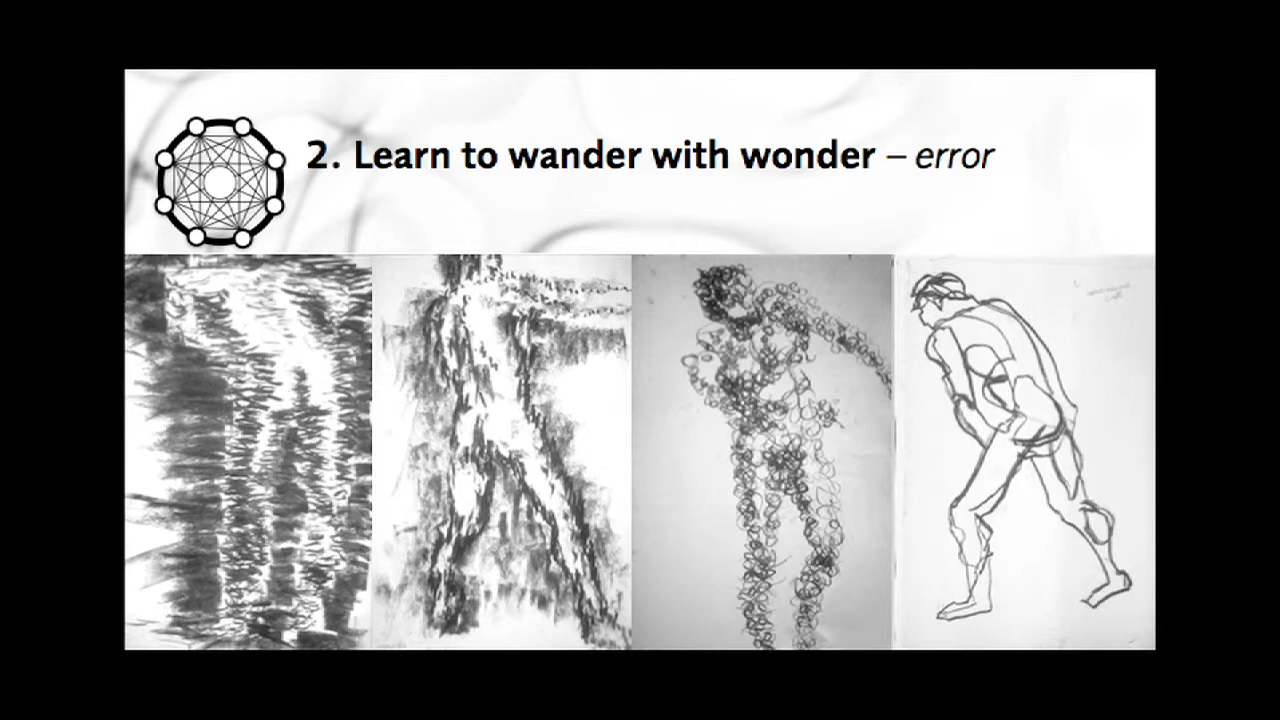 2. Learn to wander with wonder – error